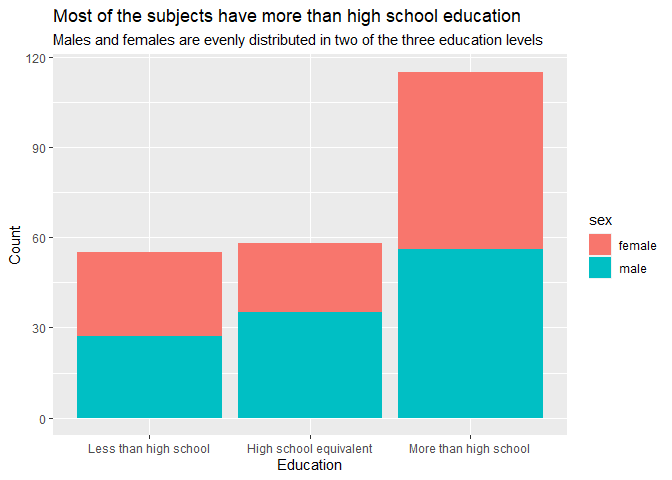 Most of the subjects have more than high school education
Males and females are evenly distributed in two of the three education levels
120
90
60
30
0
Count
Less than high school
High school equivalent
More than high school
Education
sex
female
male